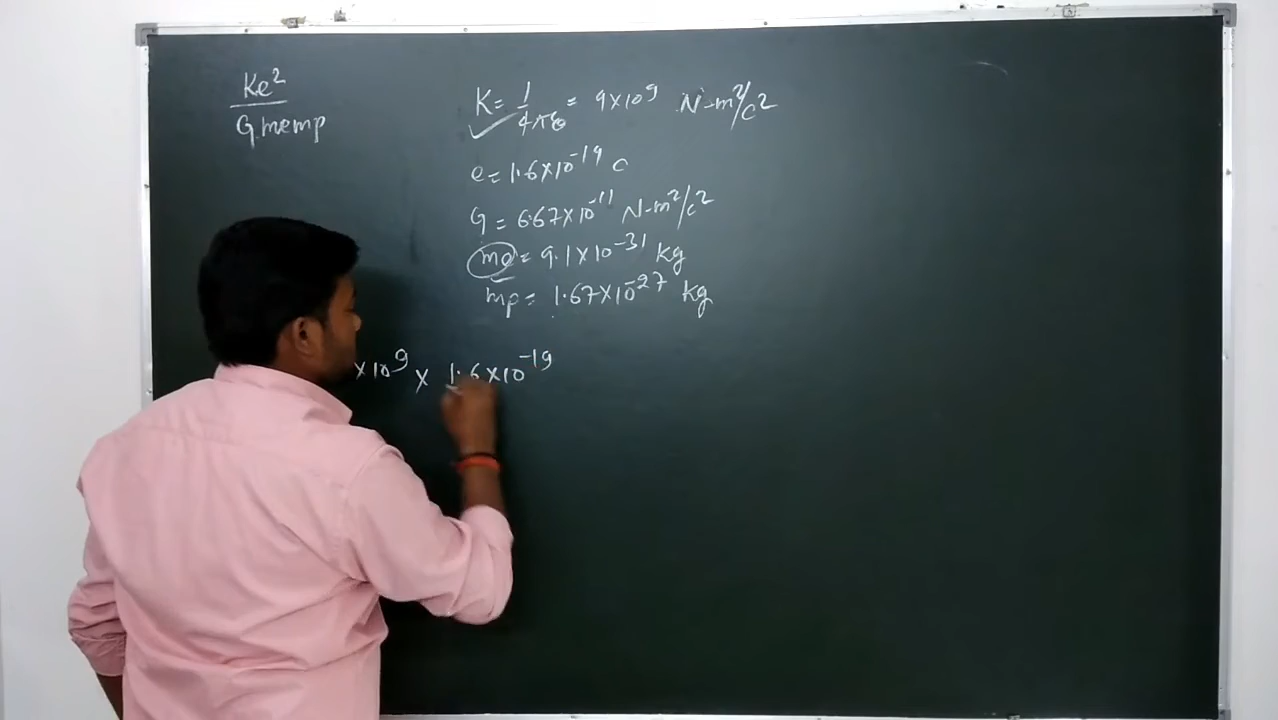 Ke²
G memp
K = 1/4πε₀ = 9×10⁹ N-m²/c²
e = 1.6×10⁻¹⁹ c
G = 6.67×10⁻¹¹ N-m²/c²
me = 9.1×10⁻³¹ kg
mp = 1.67×10⁻²⁷ kg
×10⁹ × 1.6×10⁻¹⁹